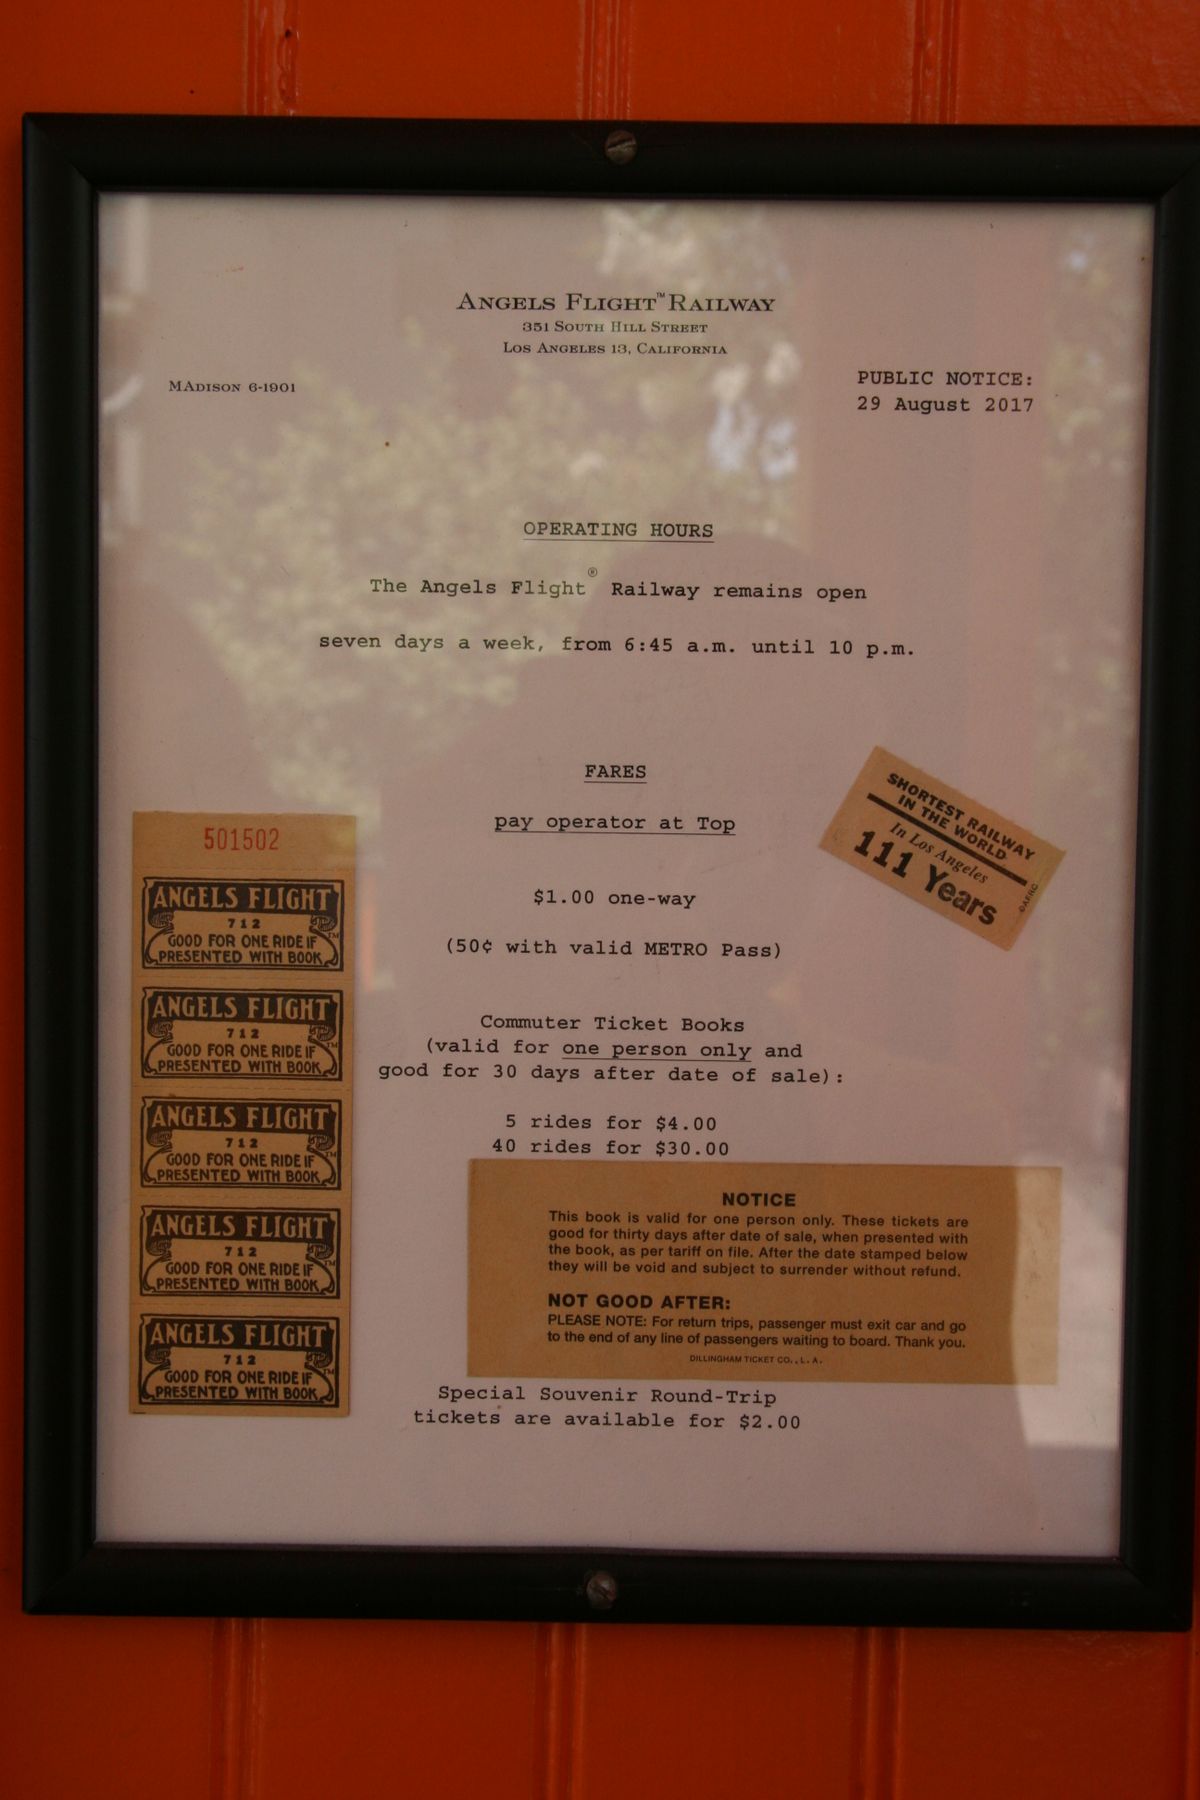 ANGELS FLIGHT™ RAILWAY
351 SOUTH HILL STREET
LOS ANGELES 13, CALIFORNIA
MADISON 6-1901
PUBLIC NOTICE:
29 August 2017
OPERATING HOURS
The Angels Flight® Railway remains open
seven days a week, from 6:45 a.m. until 10 p.m.
FARES
pay operator at Top
$1.00 one-way
(50¢ with valid METRO Pass)
Commuter Ticket Books
(valid for one person only and
good for 30 days after date of sale):
5 rides for $4.00
40 rides for $30.00
SHORTEST RAILWAY
IN THE WORLD
In Los Angeles
111 Years
©AFRC
501502
ANGELS FLIGHT
712
GOOD FOR ONE RIDE IF
PRESENTED WITH BOOK ™
ANGELS FLIGHT
712
GOOD FOR ONE RIDE IF
PRESENTED WITH BOOK ™
ANGELS FLIGHT
712
GOOD FOR ONE RIDE IF
PRESENTED WITH BOOK ™
ANGELS FLIGHT
712
GOOD FOR ONE RIDE IF
PRESENTED WITH BOOK ™
ANGELS FLIGHT
712
GOOD FOR ONE RIDE IF
PRESENTED WITH BOOK ™
NOTICE
This book is valid for one person only. These tickets are
good for thirty days after date of sale, when presented with
the book, as per tariff on file. After the date stamped below
they will be void and subject to surrender without refund.
NOT GOOD AFTER:
PLEASE NOTE: For return trips, passenger must exit car and go
to the end of any line of passengers waiting to board. Thank you.
DILLINGHAM TICKET CO., L. A.
Special Souvenir Round-Trip
tickets are available for $2.00